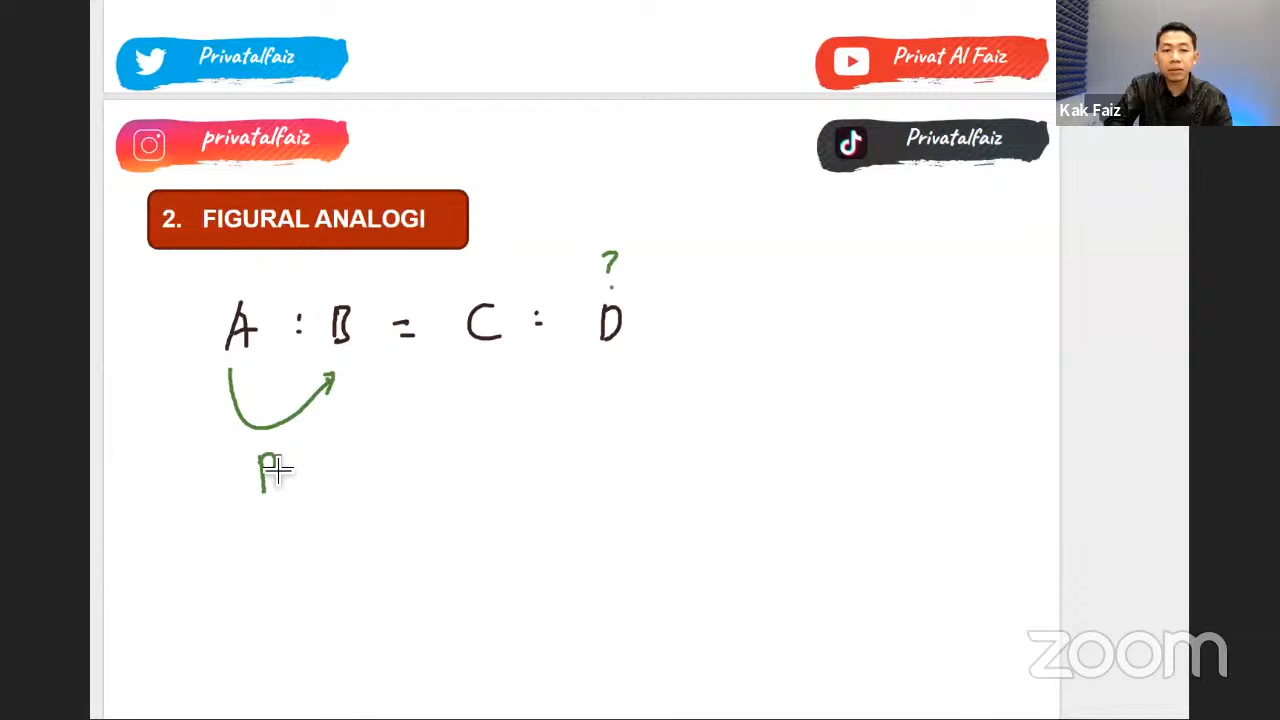 Privatalfaiz
Privat Al Faiz
Kak Faiz
privatalfaiz
Privatalfaiz
2. FIGURAL ANALOGI
?
A : B = C : D
P
zoom